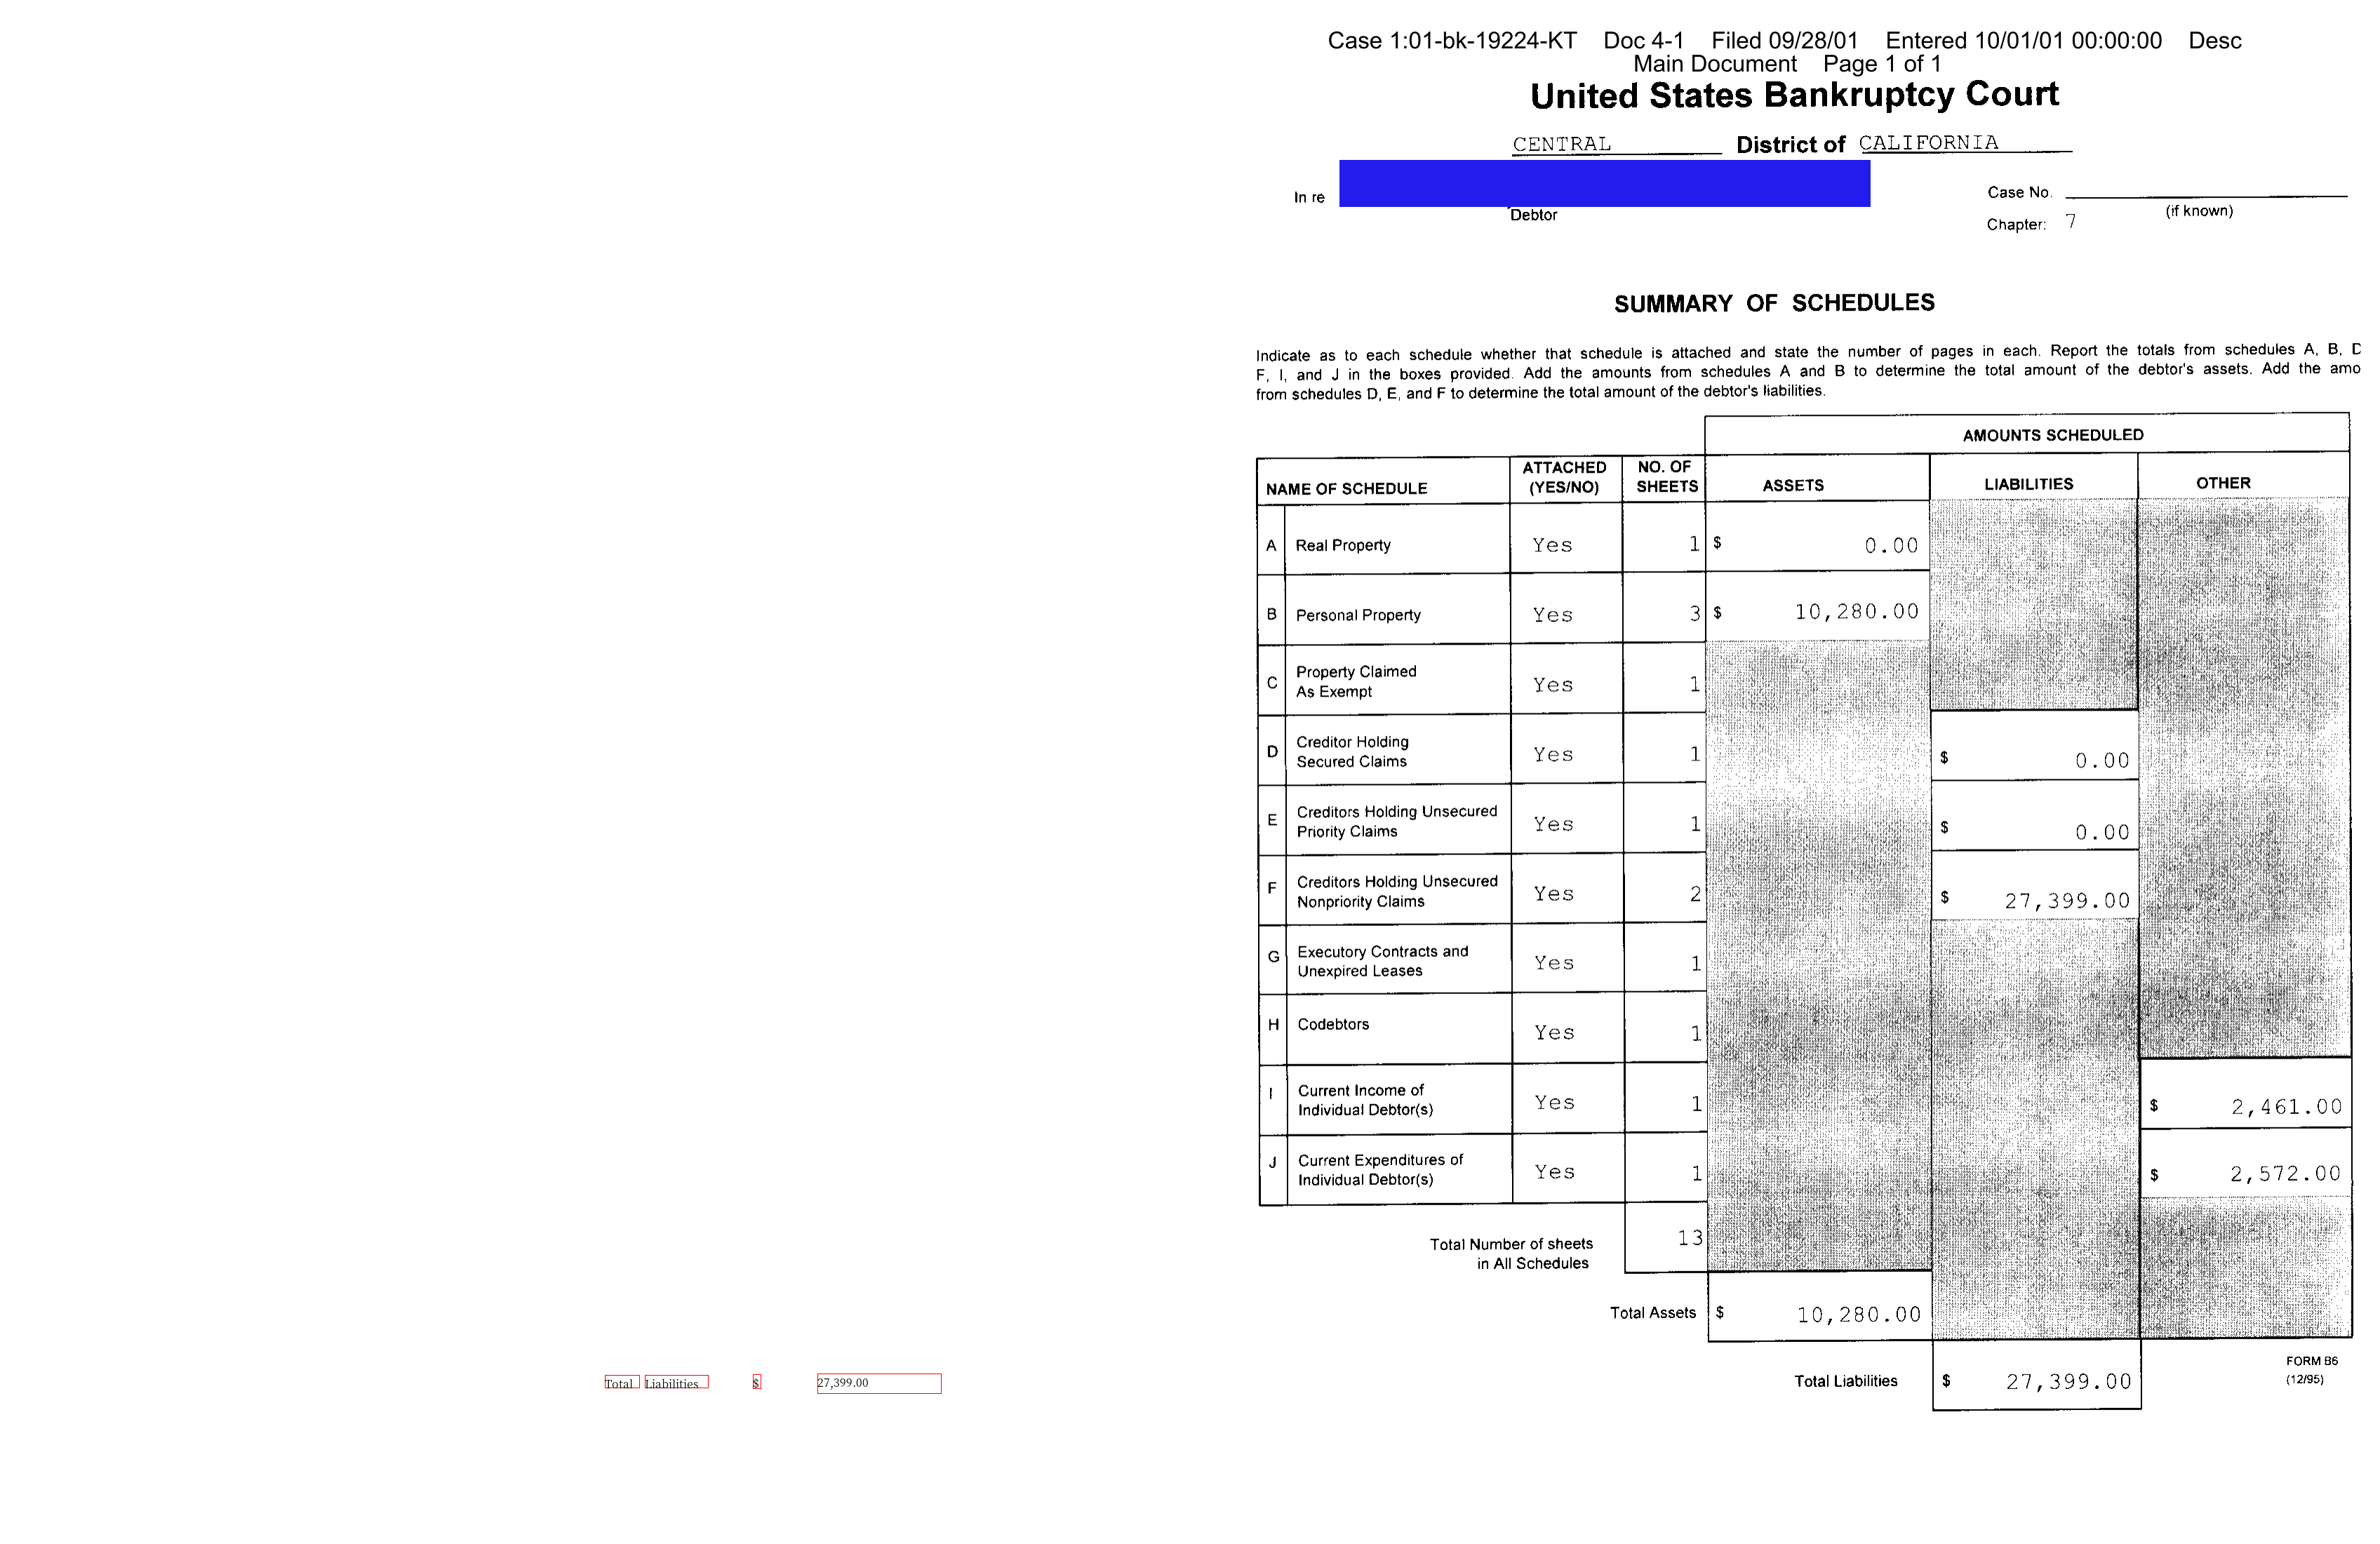 Case 1:01-bk-19224-KT Doc 4-1 Filed 09/28/01 Entered 10/01/01 00:00:00 Desc
Main Document Page 1 of 1
United States Bankruptcy Court
CENTRAL District of CALIFORNIA
In re
Debtor
Case No.
(if known)
Chapter: 7
SUMMARY OF SCHEDULES
Indicate as to each schedule whether that schedule is attached and state the number of pages in each. Report the totals from schedules A, B, D
F, I, and J in the boxes provided. Add the amounts from schedules A and B to determine the total amount of the debtor's assets. Add the amo
from schedules D, E, and F to determine the total amount of the debtor's liabilities.
AMOUNTS SCHEDULED
NAME OF SCHEDULE ATTACHED (YES/NO) NO. OF SHEETS ASSETS LIABILITIES OTHER
A Real Property Yes 1 $ 0.00
B Personal Property Yes 3 $ 10,280.00
C Property Claimed As Exempt Yes 1
D Creditor Holding Secured Claims Yes 1 $ 0.00
E Creditors Holding Unsecured Priority Claims Yes 1 $ 0.00
F Creditors Holding Unsecured Nonpriority Claims Yes 2 $ 27,399.00
G Executory Contracts and Unexpired Leases Yes 1
H Codebtors Yes 1
I Current Income of Individual Debtor(s) Yes 1 $ 2,461.00
J Current Expenditures of Individual Debtor(s) Yes 1 $ 2,572.00
Total Number of sheets in All Schedules 13
Total Assets $ 10,280.00
Total Liabilities $ 27,399.00
FORM B6
(12/95)
Total Liabilities $ 27,399.00